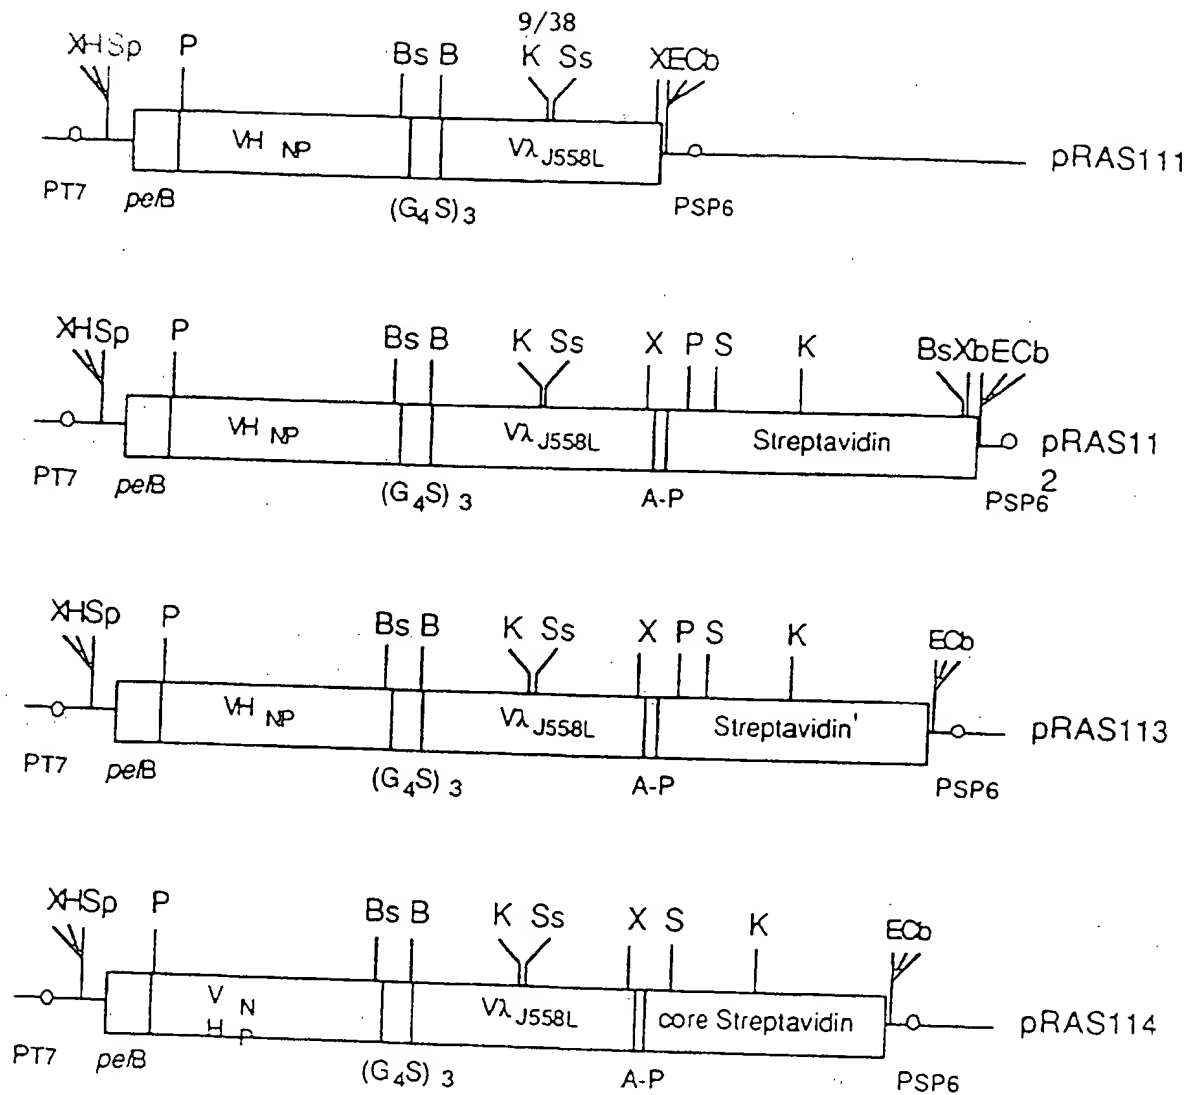 9/38
XHSp P Bs B K Ss XECb
VH NP Vλ J558L pRAS111
PT7 pelB (G4S)3 PSP6
XHSp P Bs B K Ss X P S K BsXbECb
VH NP Vλ J558L Streptavidin pRAS11
2
PT7 pelB (G4S)3 A-P PSP6
XHSp P Bs B K Ss X P S K ECb
VH NP Vλ J558L Streptavidin' pRAS113
PT7 pelB (G4S)3 A-P PSP6
XHSp P Bs B K Ss X S K ECb
V N
H P
Vλ J558L core Streptavidin pRAS114
PT7 pelB (G4S)3 A-P PSP6